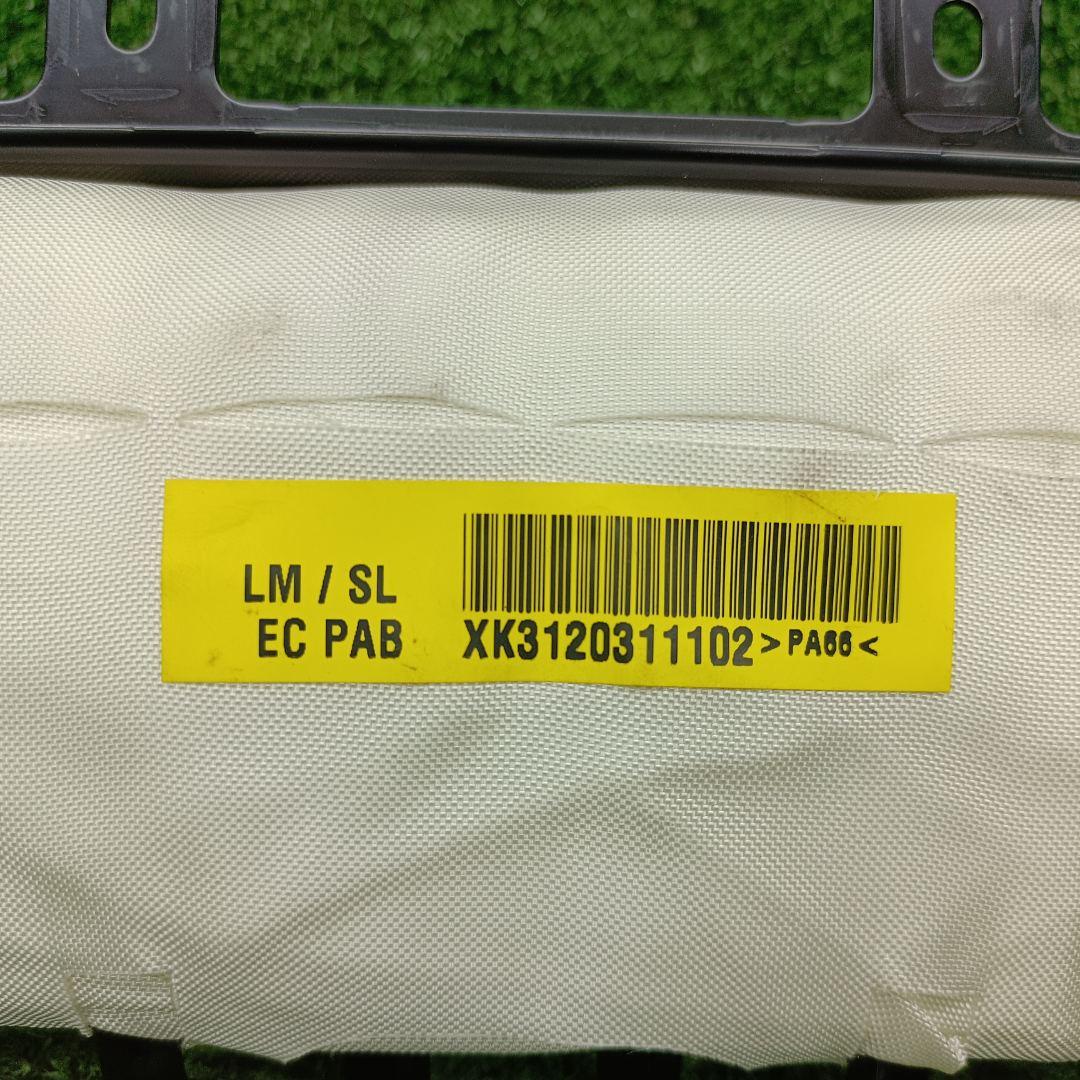 LM / SL
EC PAB
XK3120311102 >PA66<